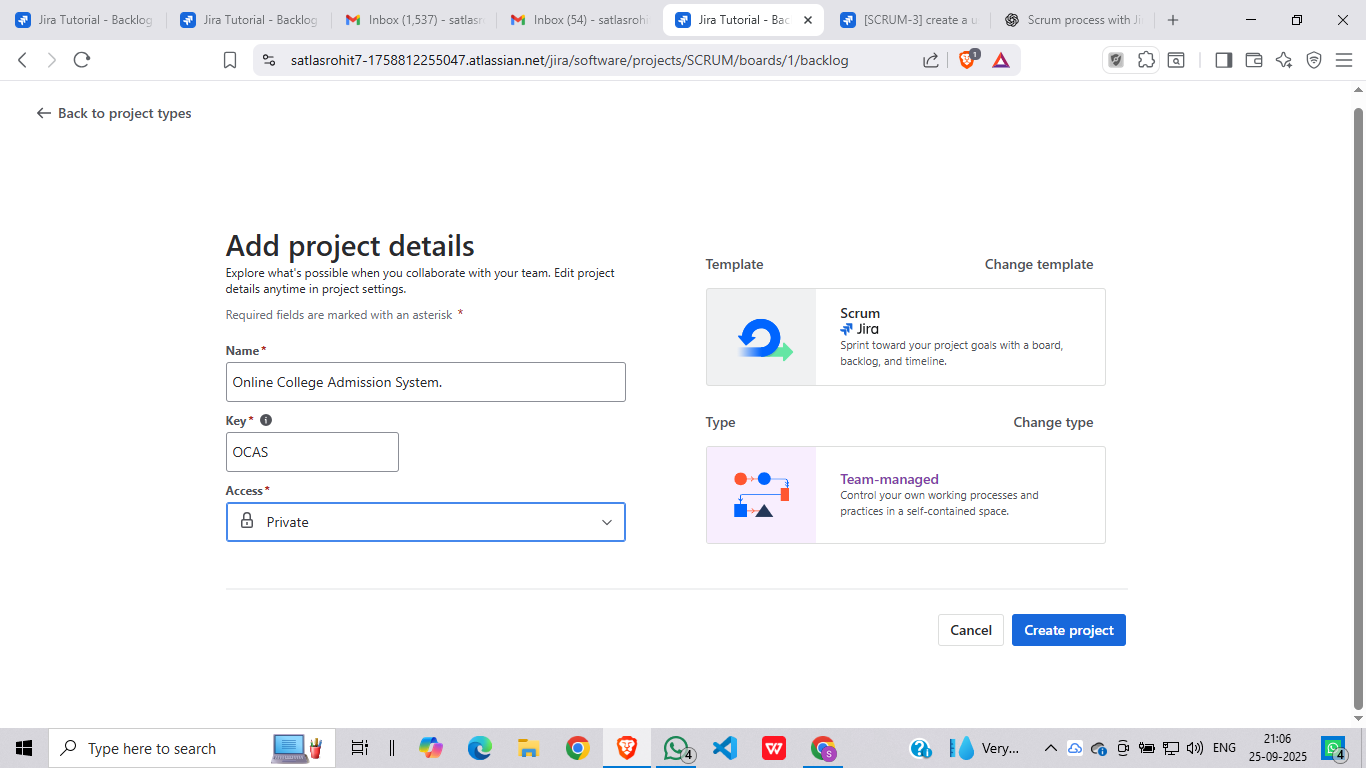 Jira Tutorial - Backlog
Jira Tutorial - Backlog
Inbox (1,537) - satlasro
Inbox (54) - satlasrohi
Jira Tutorial - Bac
[SCRUM-3] create a u
Scrum process with Ji
satlasrohit7-1758812255047.atlassian.net/jira/software/projects/SCRUM/boards/1/backlog
1
Back to project types
Add project details
Explore what's possible when you collaborate with your team. Edit project
details anytime in project settings.
Required fields are marked with an asterisk *
Name*
Online College Admission System.
Key*
OCAS
Access*
Private
Template
Change template
Scrum
Jira
Sprint toward your project goals with a board,
backlog, and timeline.
Type
Change type
Team-managed
Control your own working processes and
practices in a self-contained space.
Cancel
Create project
Type here to search
4
W
S
Very...
ENG
21:06
25-09-2025
4